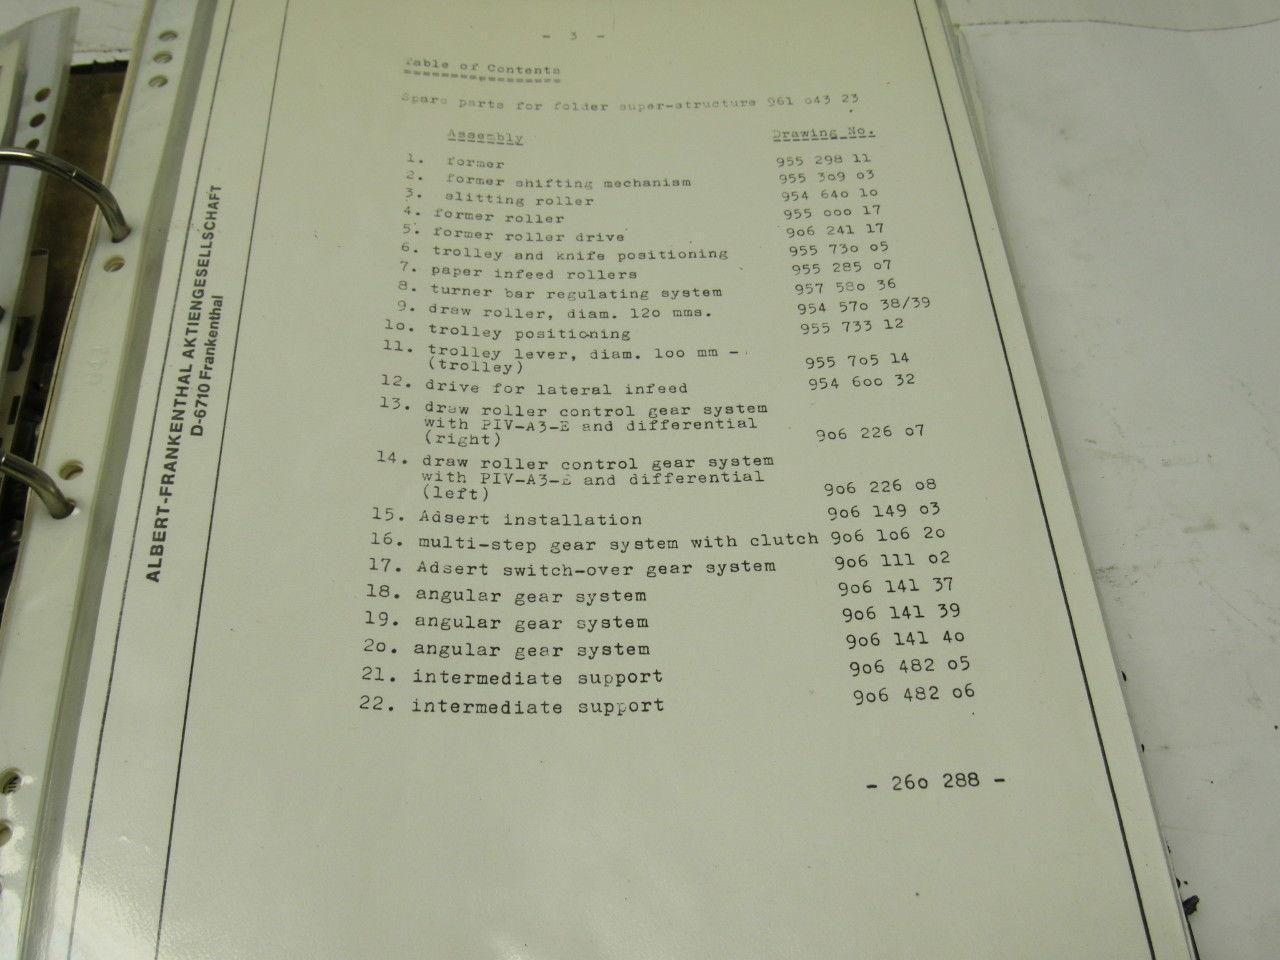 - 3 -
Table of Contents
Spare parts for folder super-structure 961 o43 23
Assembly Drawing No.
1. former 955 298 11
2. former shifting mechanism 955 3o9 o3
3. slitting roller 954 64o 1o
4. former roller 955 ooo 17
5. former roller drive 9o6 241 17
6. trolley and knife positioning 955 73o o5
7. paper infeed rollers 955 285 o7
8. turner bar regulating system 957 58o 36
9. draw roller, diam. 12o mms. 954 57o 38/39
1o. trolley positioning 955 733 12
11. trolley lever, diam. 1oo mm -
(trolley) 955 7o5 14
12. drive for lateral infeed 954 6oo 32
13. draw roller control gear system
with PIV-A3-E and differential
(right) 9o6 226 o7
14. draw roller control gear system
with PIV-A3-E and differential
(left) 9o6 226 o8
15. Adsert installation 9o6 149 o3
16. multi-step gear system with clutch 9o6 1o6 2o
17. Adsert switch-over gear system 9o6 111 o2
18. angular gear system 9o6 141 37
19. angular gear system 9o6 141 39
2o. angular gear system 9o6 141 4o
21. intermediate support 9o6 482 o5
22. intermediate support 9o6 482 o6
- 26o 288 -
ALBERT-FRANKENTHAL AKTIENGESELLSCHAFT
D-6710 Frankenthal